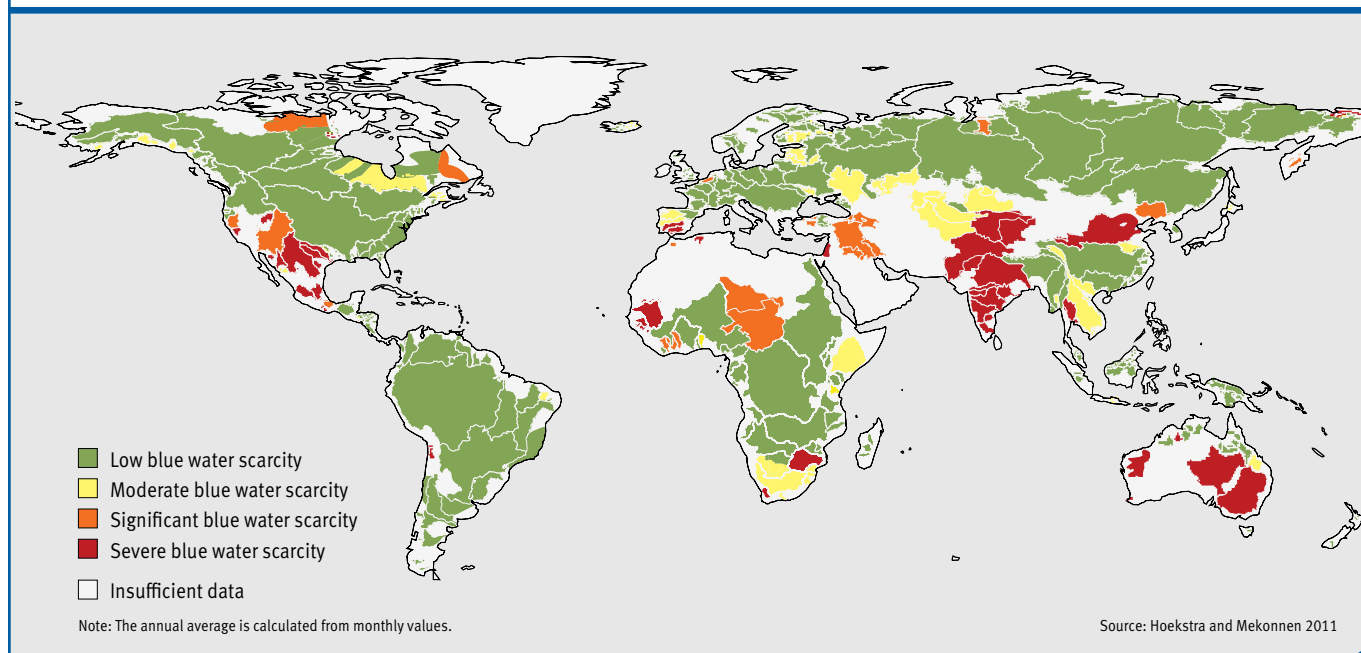 Low blue water scarcity
Moderate blue water scarcity
Significant blue water scarcity
Severe blue water scarcity
Insufficient data
Note: The annual average is calculated from monthly values.
Source: Hoekstra and Mekonnen 2011